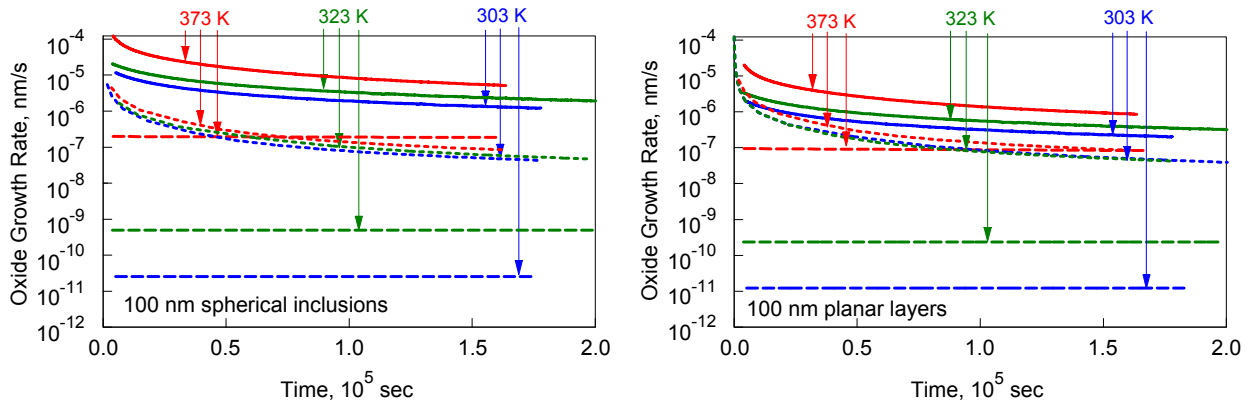 373 K
323 K
303 K
Oxide Growth Rate, nm/s
10^-4
10^-5
10^-6
10^-7
10^-8
10^-9
10^-10
10^-11
10^-12
100 nm spherical inclusions
0.0
0.5
1.0
1.5
2.0
Time, 10^5 sec
373 K
323 K
303 K
Oxide Growth Rate, nm/s
10^-4
10^-5
10^-6
10^-7
10^-8
10^-9
10^-10
10^-11
10^-12
100 nm planar layers
0.0
0.5
1.0
1.5
2.0
Time, 10^5 sec